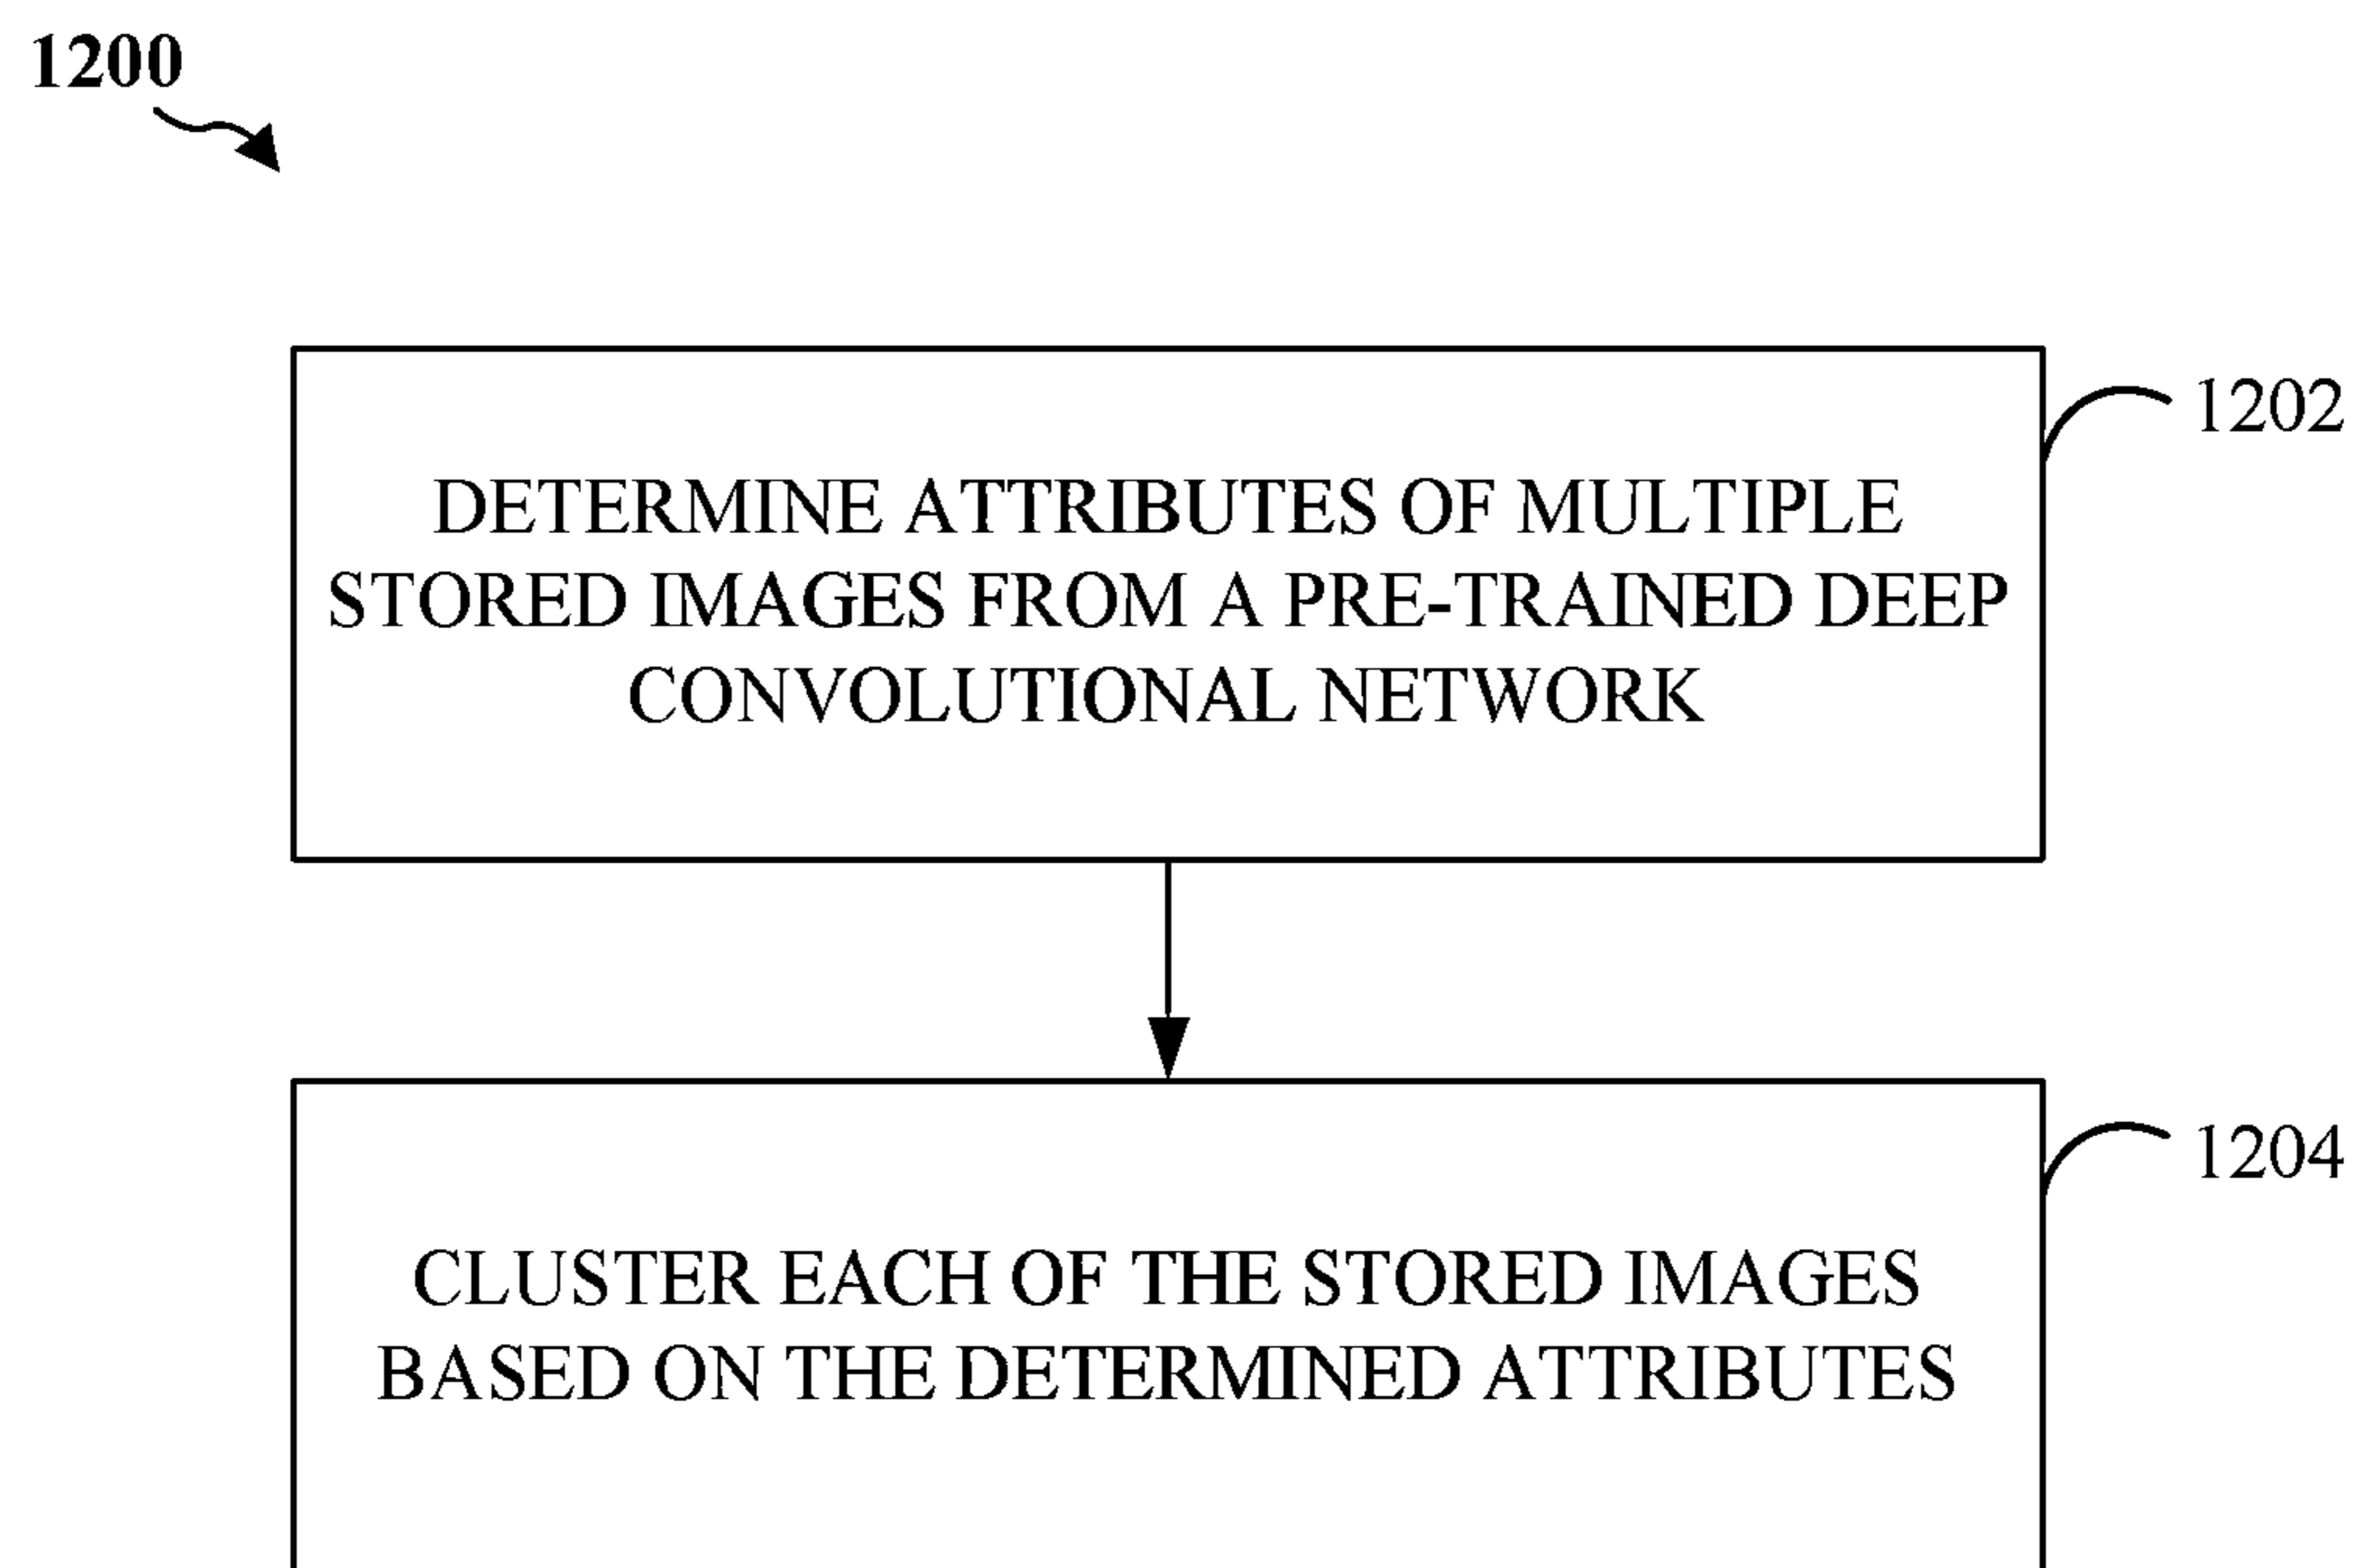 1200
DETERMINE ATTRIBUTES OF MULTIPLE
STORED IMAGES FROM A PRE-TRAINED DEEP
CONVOLUTIONAL NETWORK
1202
CLUSTER EACH OF THE STORED IMAGES
BASED ON THE DETERMINED ATTRIBUTES
1204